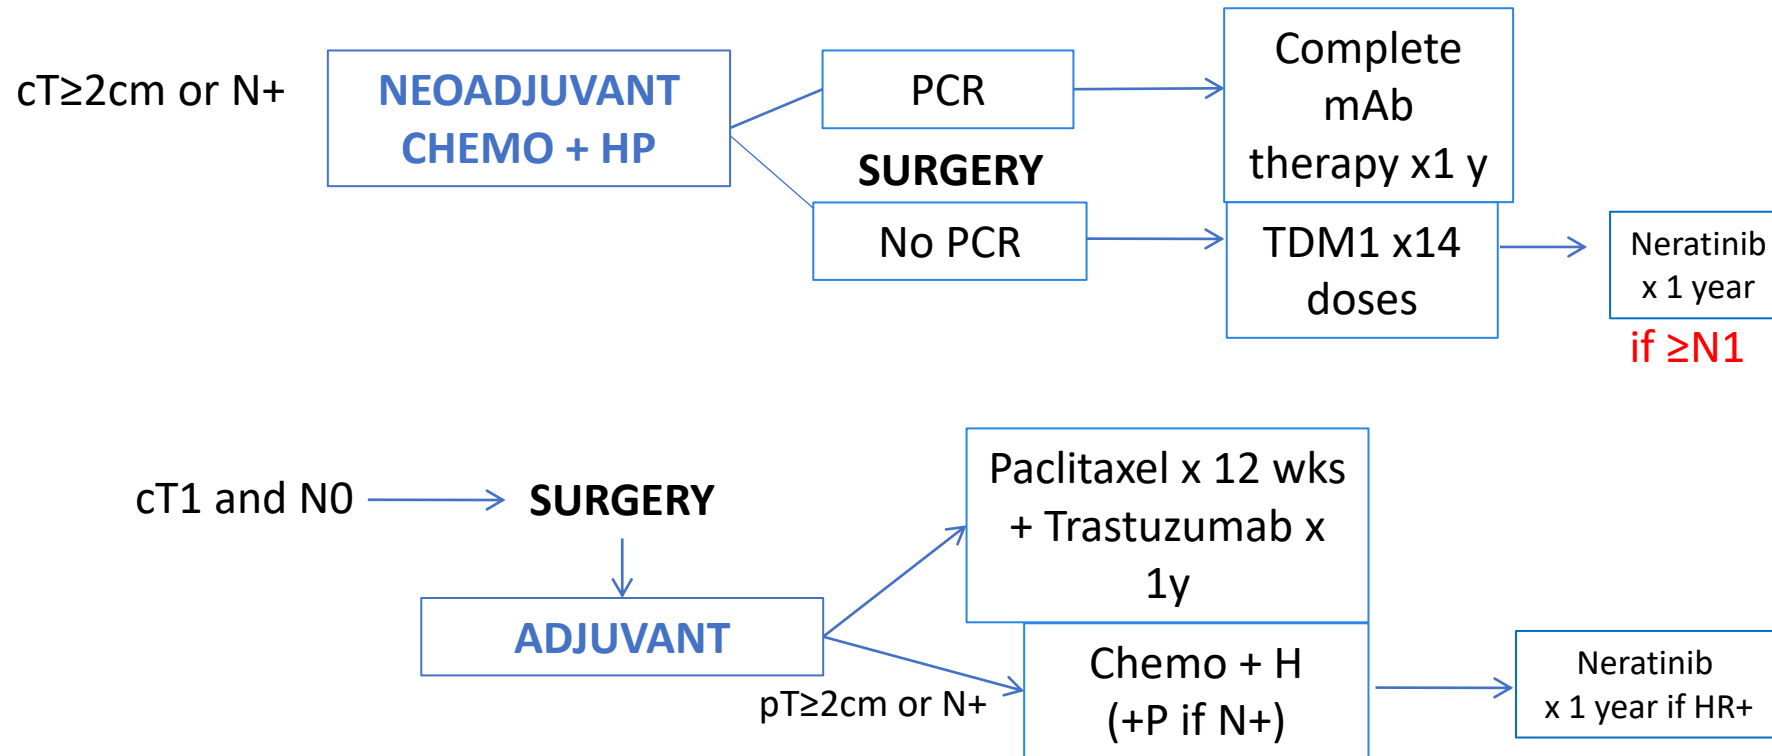 cT≥2cm or N+
NEOADJUVANT
CHEMO + HP
PCR
SURGERY
No PCR
Complete
mAb
therapy x1 y
TDM1 x14
doses
Neratinib
x 1 year
if ≥N1
cT1 and N0
SURGERY
ADJUVANT
pT≥2cm or N+
Paclitaxel x 12 wks
+ Trastuzumab x
1y
Chemo + H
(+P if N+)
Neratinib
x 1 year if HR+